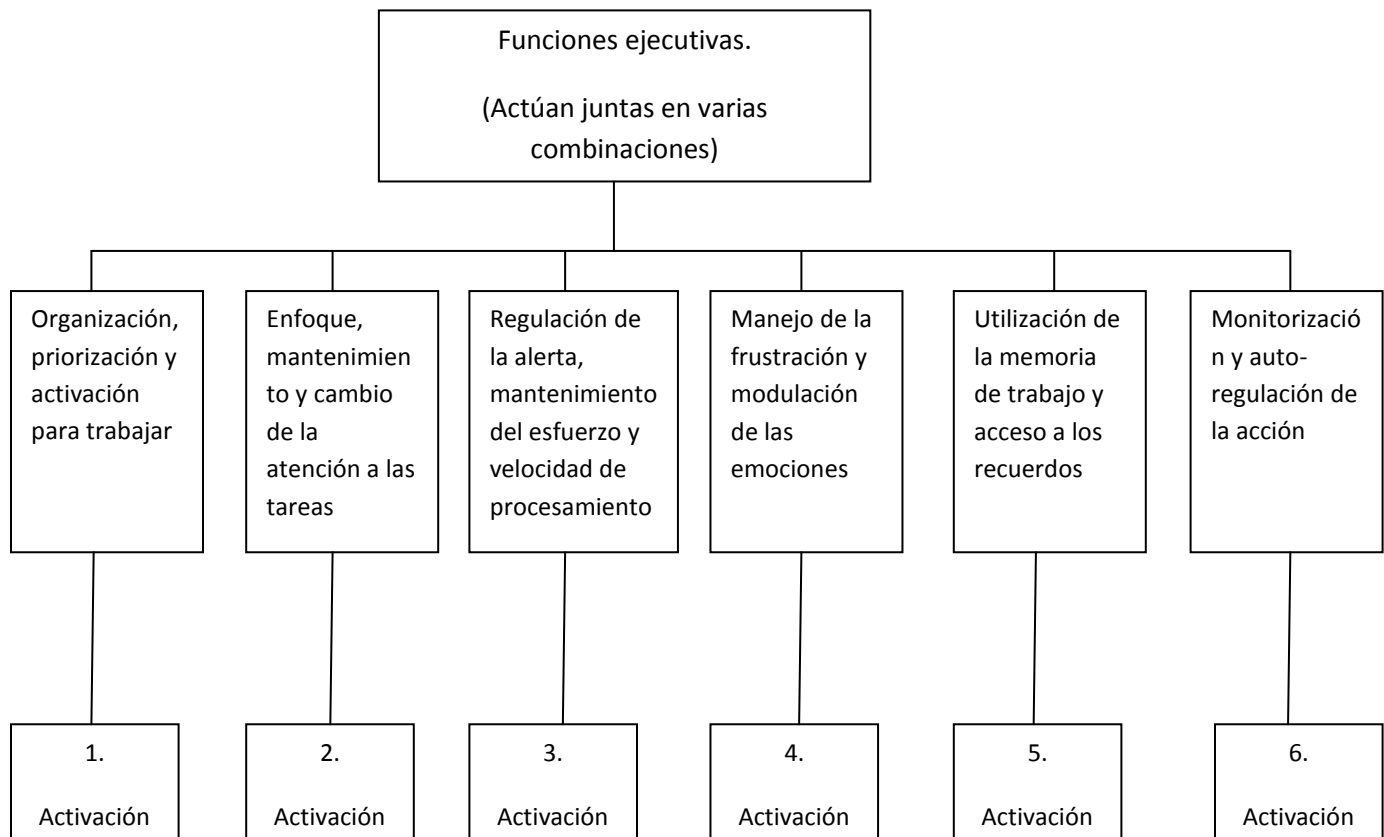 Funciones ejecutivas.
(Actúan juntas en varias
combinaciones)
Organización,
priorización y
activación
para trabajar
Enfoque,
mantenimien
to y cambio
de la
atención a las
tareas
Regulación de
la alerta,
mantenimiento
del esfuerzo y
velocidad de
procesamiento
Manejo de la
frustración y
modulación
de las
emociones
Utilización de
la memoria
de trabajo y
acceso a los
recuerdos
Monitorizació
n y auto-
regulación de
la acción
1.
Activación
2.
Activación
3.
Activación
4.
Activación
5.
Activación
6.
Activación